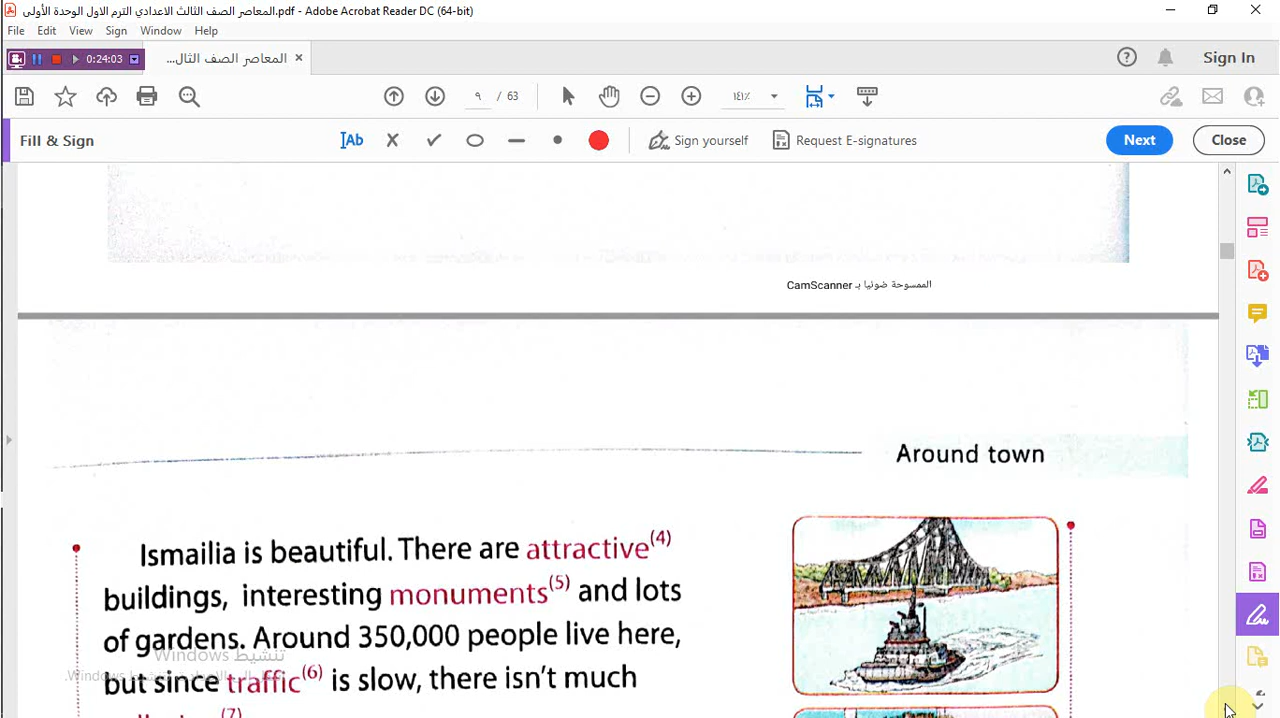 المعاصر الصف الثالث الاعدادي الترم الاول الوحدة الأولى.pdf - Adobe Acrobat Reader DC (64-bit)
File Edit View Sign Window Help
0:24:03
المعاصر الصف الثال... ×
Sign In
٩ / 63
١٤١٪
Fill & Sign
Ab
Sign yourself
Request E-signatures
Next
Close
الممسوحة ضوئيا بـ CamScanner
Around town
Ismailia is beautiful. There are attractive(4)
buildings, interesting monuments(5) and lots
of gardens. Around 350,000 people live here,
تنشيط Windows
but since traffic(6) is slow, there isn't much
(7)